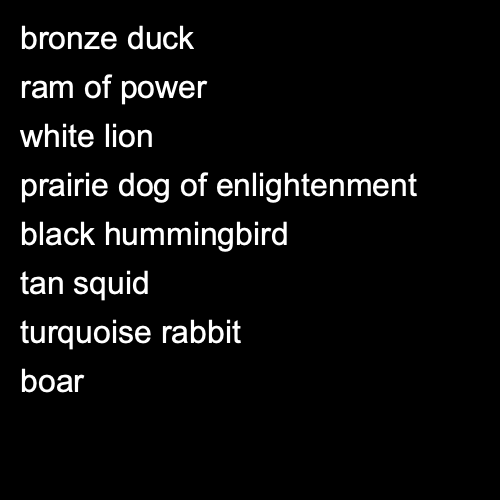 bronze duck
ram of power
white lion
prairie dog of enlightenment
black hummingbird
tan squid
turquoise rabbit
boar